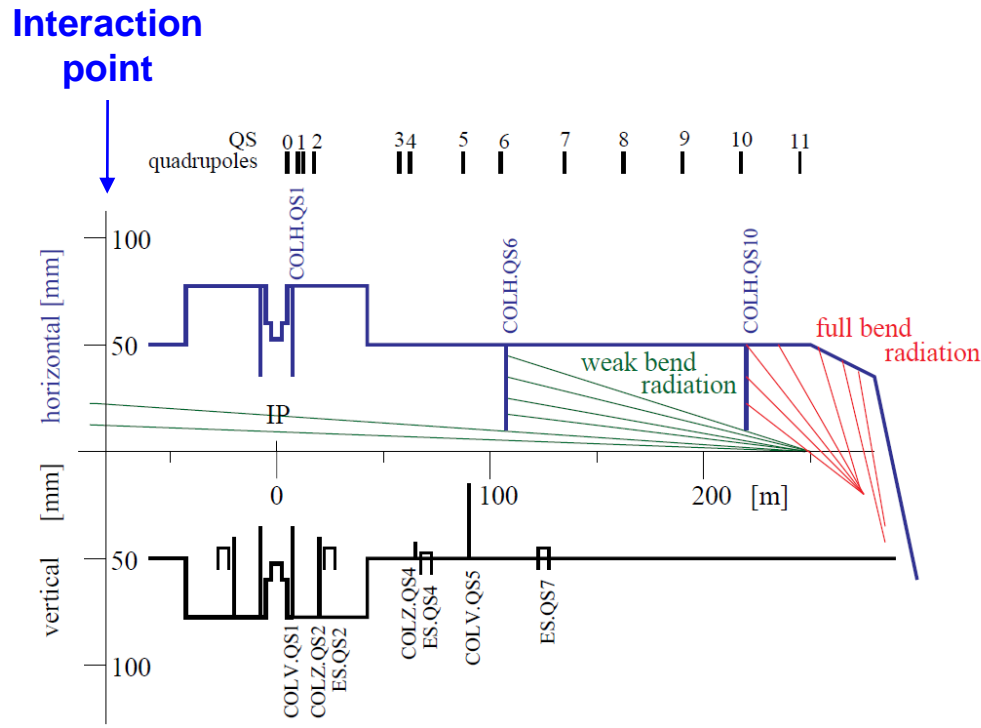 Interaction
point
QS 0 1 2 3 4 5 6 7 8 9 10 11
quadrupoles
COLH.QS1
COLH.QS6
COLH.QS10
horizontal [mm]
100
50
full bend
radiation
weak bend
radiation
IP
0 100 200 [m]
vertical [mm]
50
100
COLV.QS1
COLZ.QS2
ES.QS2
COLZ.QS4
ES.QS4
COLV.QS5
ES.QS7